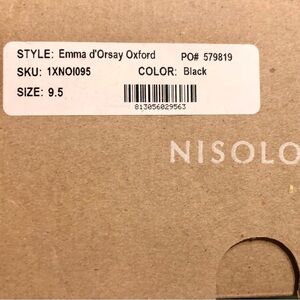 STYLE: Emma d'Orsay Oxford PO# 579819
SKU: 1XNOI095 COLOR: Black
SIZE: 9.5
813056029563
NISOLO